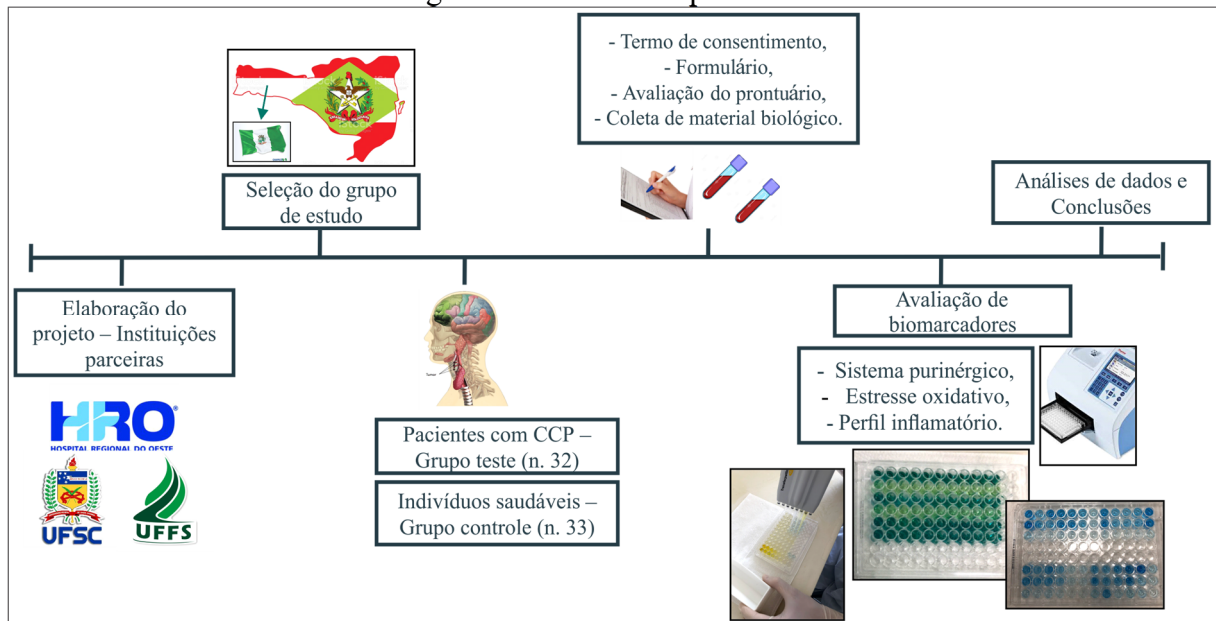 - Termo de consentimento,
- Formulário,
- Avaliação do prontuário,
- Coleta de material biológico.
Seleção do grupo
de estudo
Análises de dados e
Conclusões
Elaboração do
projeto – Instituições
parceiras
HRO
HOSPITAL REGIONAL DO OESTE
UFSC
UFFS
Pacientes com CCP –
Grupo teste (n. 32)
Indivíduos saudáveis –
Grupo controle (n. 33)
Avaliação de
biomarcadores
- Sistema purinérgico,
- Estresse oxidativo,
- Perfil inflamatório.